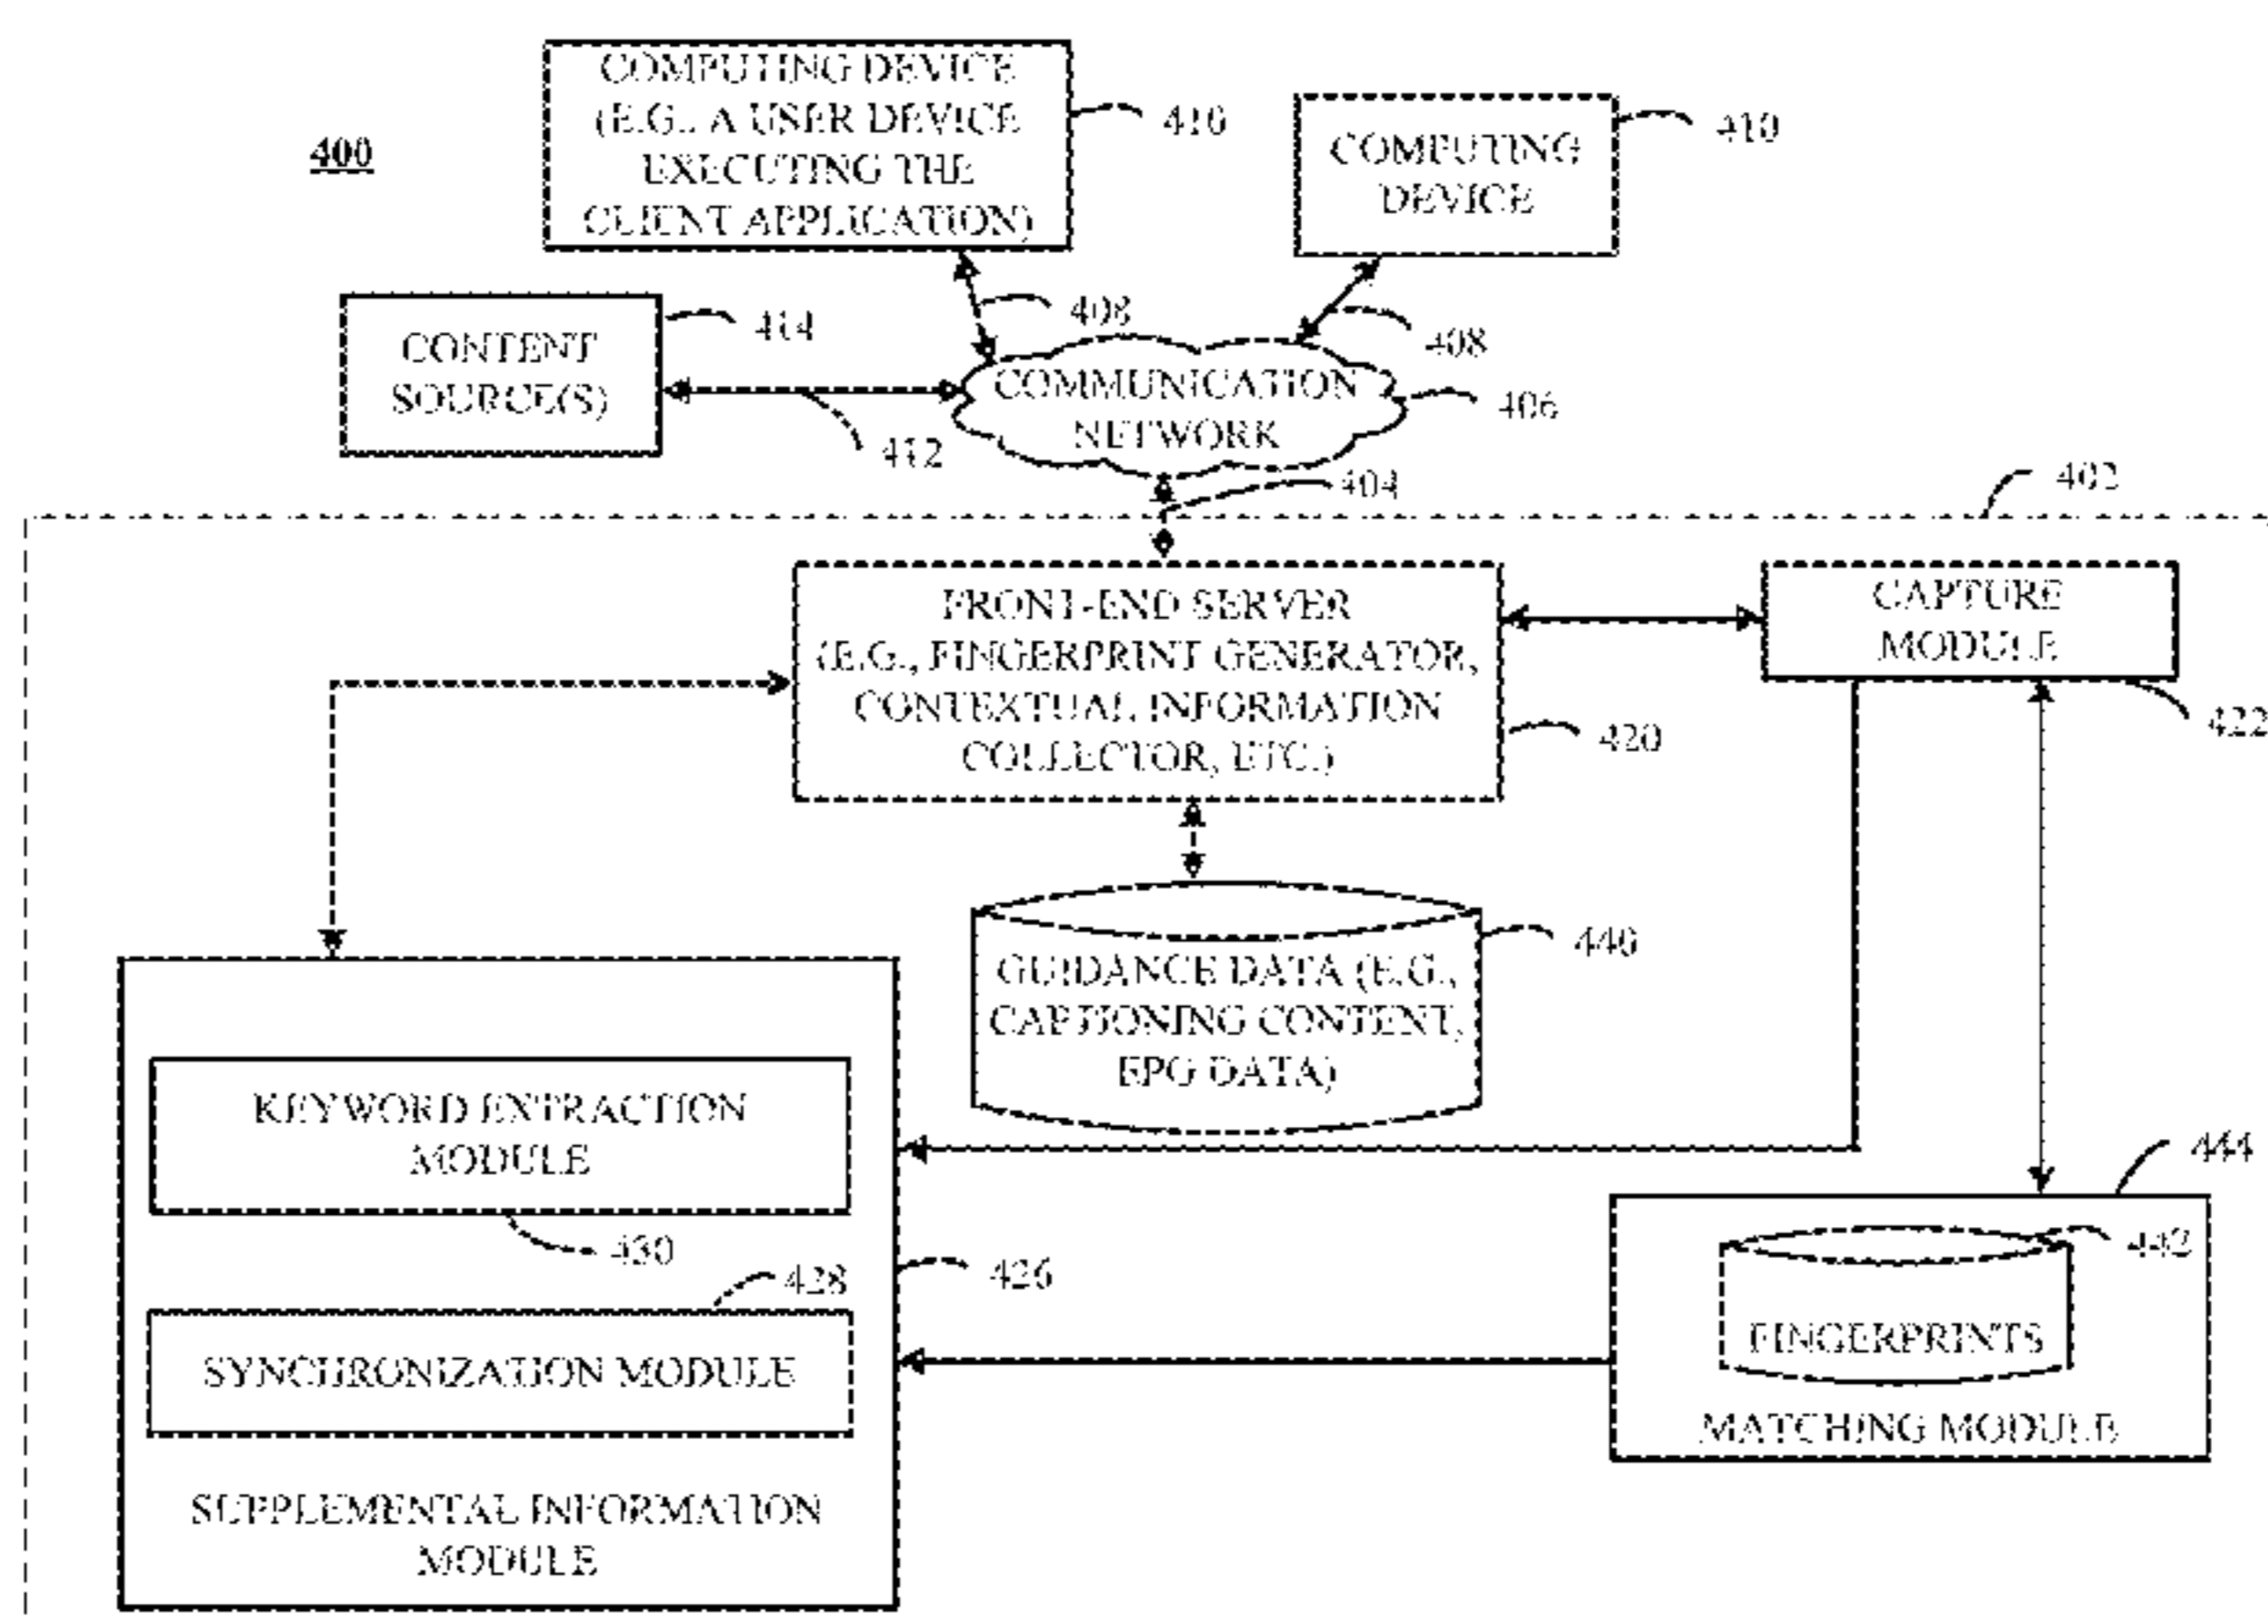 400
COMPUTING DEVICE
(E.G., A USER DEVICE
EXECUTING THE
CLIENT APPLICATION)
410
COMPUTING
DEVICE
410
CONTENT
SOURCE(S)
414
408
408
COMMUNICATION
NETWORK
406
412
404
402
FRONT-END SERVER
(E.G., FINGERPRINT GENERATOR,
CONTEXTUAL INFORMATION
COLLECTOR, ETC.)
420
CAPTURE
MODULE
422
GUIDANCE DATA (E.G.,
CAPTIONING CONTENT,
EPG DATA)
440
KEYWORD EXTRACTION
MODULE
430
428
426
SYNCHRONIZATION MODULE
SUPPLEMENTAL INFORMATION
MODULE
444
442
FINGERPRINTS
MATCHING MODULE